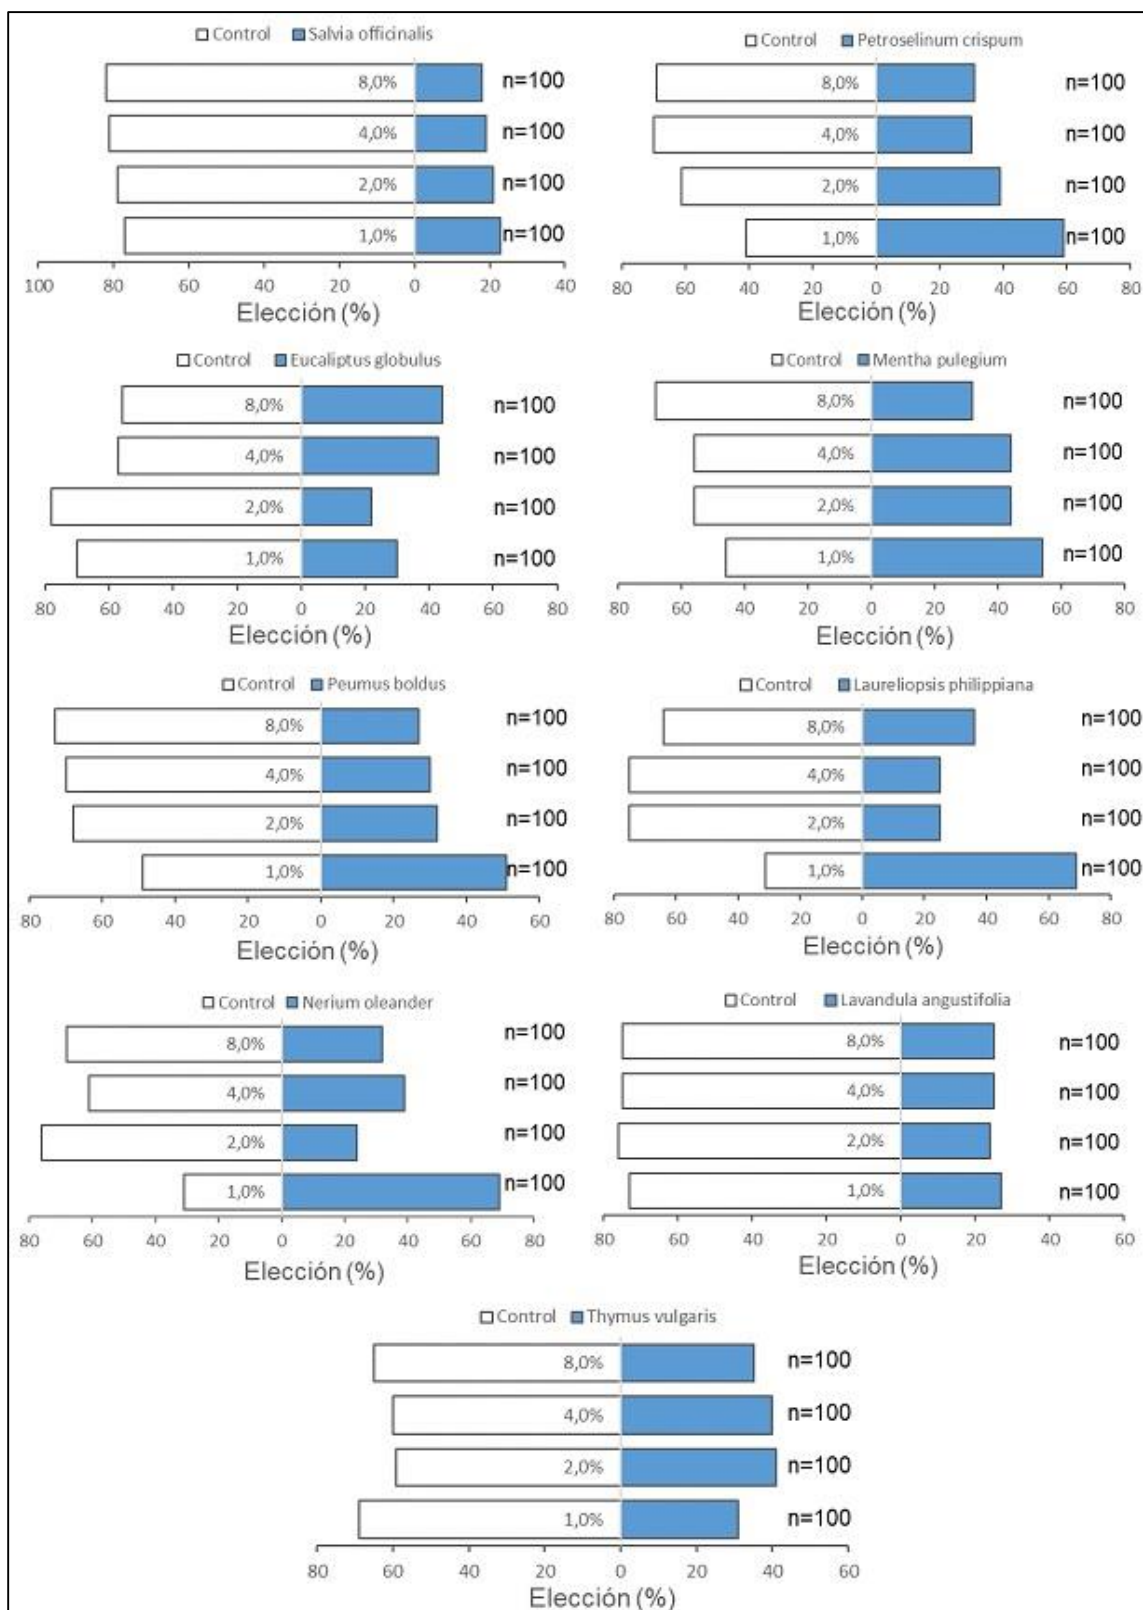 Control Salvia officinalis
8,0% n=100
4,0% n=100
2,0% n=100
1,0% n=100
100 80 60 40 20 0 20 40
Elección (%)
Control Petroselinum crispum
8,0% n=100
4,0% n=100
2,0% n=100
1,0% n=100
80 60 40 20 0 20 40 60 80
Elección (%)
Control Eucaliptus globulus
8,0% n=100
4,0% n=100
2,0% n=100
1,0% n=100
80 60 40 20 0 20 40 60 80
Elección (%)
Control Mentha pulegium
8,0% n=100
4,0% n=100
2,0% n=100
1,0% n=100
80 60 40 20 0 20 40 60 80
Elección (%)
Control Peumus boldus
8,0% n=100
4,0% n=100
2,0% n=100
1,0% n=100
80 60 40 20 0 20 40 60
Elección (%)
Control Laureliopsis philippiana
8,0% n=100
4,0% n=100
2,0% n=100
1,0% n=100
80 60 40 20 0 20 40 60 80
Elección (%)
Control Nerium oleander
8,0% n=100
4,0% n=100
2,0% n=100
1,0% n=100
80 60 40 20 0 20 40 60 80
Elección (%)
Control Lavandula angustifolia
8,0% n=100
4,0% n=100
2,0% n=100
1,0% n=100
80 60 40 20 0 20 40 60
Elección (%)
Control Thymus vulgaris
8,0% n=100
4,0% n=100
2,0% n=100
1,0% n=100
80 60 40 20 0 20 40 60
Elección (%)